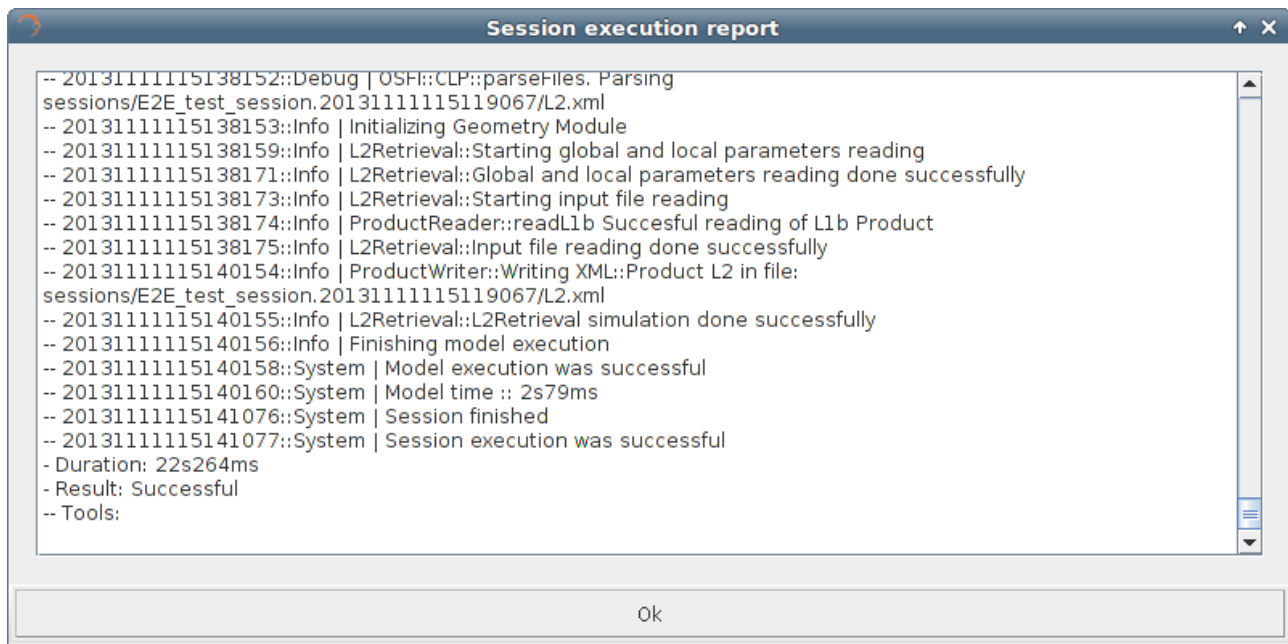 Session execution report
-- 20131111115138152::Debug | OSFI::CLP::parseFiles. Parsing
sessions/E2E_test_session.20131111115119067/L2.xml
-- 20131111115138153::Info | Initializing Geometry Module
-- 20131111115138159::Info | L2Retrieval::Starting global and local parameters reading
-- 20131111115138171::Info | L2Retrieval::Global and local parameters reading done successfully
-- 20131111115138173::Info | L2Retrieval::Starting input file reading
-- 20131111115138174::Info | ProductReader::readL1b Succesful reading of L1b Product
-- 20131111115138175::Info | L2Retrieval::Input file reading done successfully
-- 20131111115140154::Info | ProductWriter::Writing XML::Product L2 in file:
sessions/E2E_test_session.20131111115119067/L2.xml
-- 20131111115140155::Info | L2Retrieval::L2Retrieval simulation done successfully
-- 20131111115140156::Info | Finishing model execution
-- 20131111115140158::System | Model execution was successful
-- 20131111115140160::System | Model time :: 2s79ms
-- 20131111115141076::System | Session finished
-- 20131111115141077::System | Session execution was successful
- Duration: 22s264ms
- Result: Successful
-- Tools:
Ok